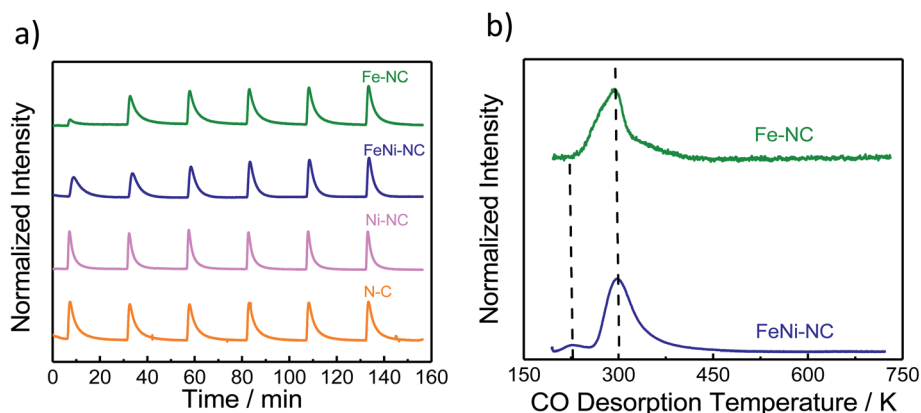 a)
Normalized Intensity
Fe-NC
FeNi-NC
Ni-NC
N-C
0 20 40 60 80 100 120 140 160
Time / min
b)
Normalized Intensity
Fe-NC
FeNi-NC
150 300 450 600 750
CO Desorption Temperature / K